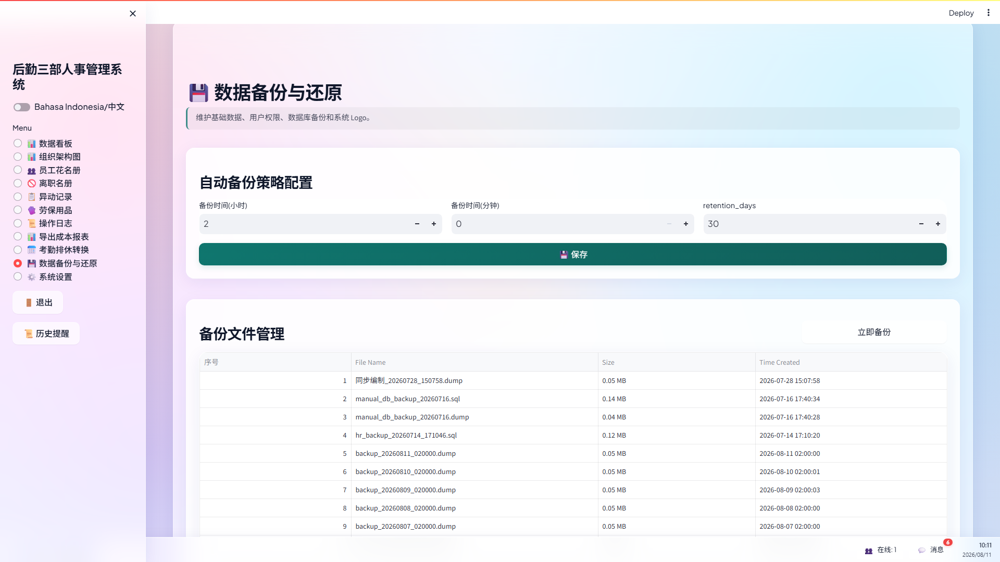 Deploy
后勤三部人事管理系
统
Bahasa Indonesia/中文
Menu
数据看板
组织架构图
员工花名册
离职名册
异动记录
劳保用品
操作日志
导出成本报表
考勤排休转换
数据备份与还原
系统设置
退出
历史提醒
数据备份与还原
维护基础数据、用户权限、数据库备份和系统 Logo。
自动备份策略配置
备份时间(小时) 备份时间(分钟) retention_days
2 0 30
保存
备份文件管理 立即备份
序号 File Name Size Time Created
1 同步编制_20260728_150758.dump 0.05 MB 2026-07-28 15:07:58
2 manual_db_backup_20260716.sql 0.14 MB 2026-07-16 17:40:34
3 manual_db_backup_20260716.dump 0.04 MB 2026-07-16 17:40:28
4 hr_backup_20260714_171046.sql 0.12 MB 2026-07-14 17:10:20
5 backup_20260811_020000.dump 0.05 MB 2026-08-11 02:00:00
6 backup_20260810_020000.dump 0.05 MB 2026-08-10 02:00:01
7 backup_20260809_020000.dump 0.05 MB 2026-08-09 02:00:03
8 backup_20260808_020000.dump 0.05 MB 2026-08-08 02:00:00
9 backup_20260807_020000.dump 0.05 MB 2026-08-07 02:00:00
在线: 1 消息 6 10:11
2026/08/11